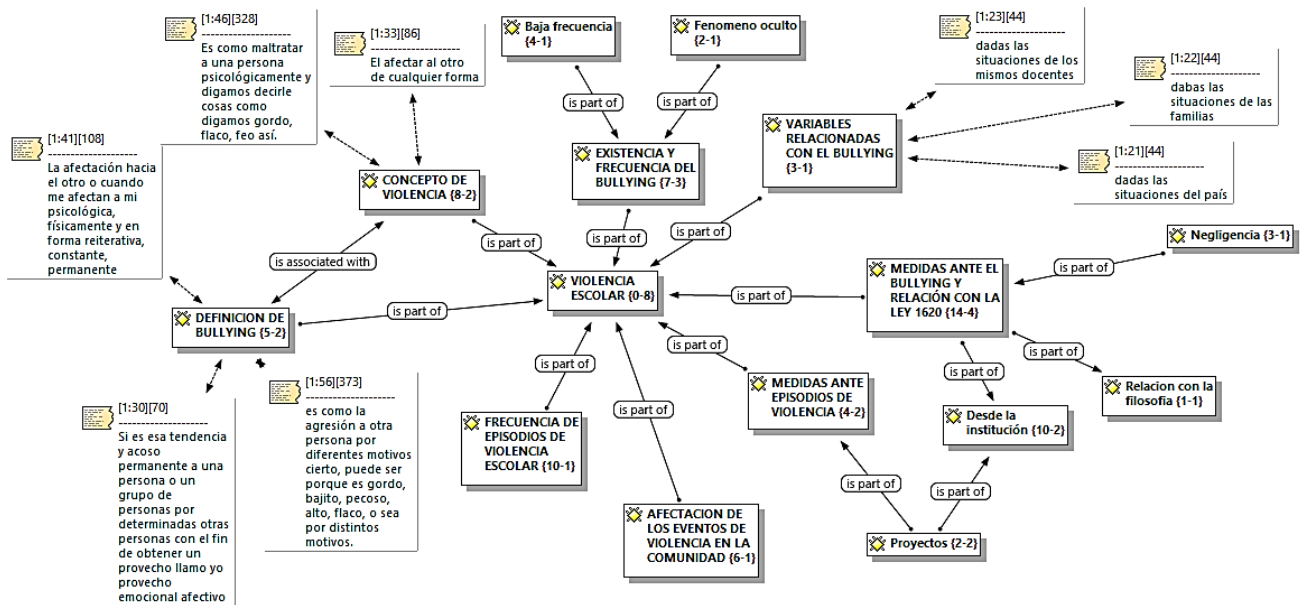 [1:46][328]
--------------------
Es como maltratar
a una persona
psicológicamente y
digamos decirle
cosas como
digamos gordo,
flaco, feo así.
[1:33][86]
--------------------
El afectar al otro
de cualquier forma
Baja frecuencia
{4-1}
Fenomeno oculto
{2-1}
[1:23][44]
--------------------
dadas las
situaciones de los
mismos docentes
[1:22][44]
--------------------
dabas las
situaciones de las
familias
[1:21][44]
--------------------
dadas las
situaciones del país
is part of
is part of
[1:41][108]
--------------------
La afectación hacia
el otro o cuando
me afectan a mi
psicológica,
físicamente y en
forma reiterativa,
constante,
permanente
CONCEPTO DE
VIOLENCIA {8-2}
EXISTENCIA Y
FRECUENCIA DEL
BULLYING {7-3}
VARIABLES
RELACIONADAS
CON EL BULLYING
{3-1}
is part of
is part of
is part of
is associated with
Negligencia {3-1}
is part of
VIOLENCIA
ESCOLAR {0-8}
is part of
MEDIDAS ANTE EL
BULLYING Y
RELACIÓN CON LA
LEY 1620 {14-4}
DEFINICION DE
BULLYING {5-2}
is part of
is part of
is part of
is part of
is part of
is part of
[1:30][70]
--------------------
Si es esa tendencia
y acoso
permanente a una
persona o un
grupo de
personas por
determinadas otras
personas con el fin
de obtener un
provecho llamo yo
provecho
emocional afectivo
[1:56][373]
--------------------
es como la
agresión a otra
persona por
diferentes motivos
cierto, puede ser
porque es gordo,
bajito, pecoso,
alto, flaco, o sea
por distintos
motivos.
FRECUENCIA DE
EPISODIOS DE
VIOLENCIA
ESCOLAR {10-1}
MEDIDAS ANTE
EPISODIOS DE
VIOLENCIA {4-2}
Desde la
institución {10-2}
Relacion con la
filosofia {1-1}
is part of
is part of
AFECTACION DE
LOS EVENTOS DE
VIOLENCIA EN LA
COMUNIDAD {6-1}
Proyectos {2-2}